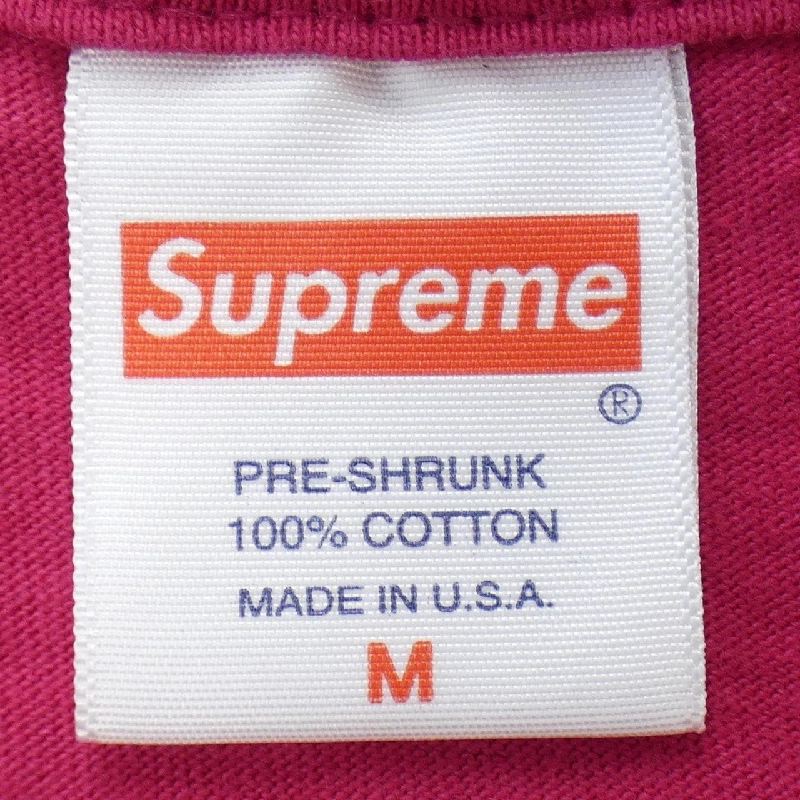 Supreme
®
PRE-SHRUNK
100% COTTON
MADE IN U.S.A.
M